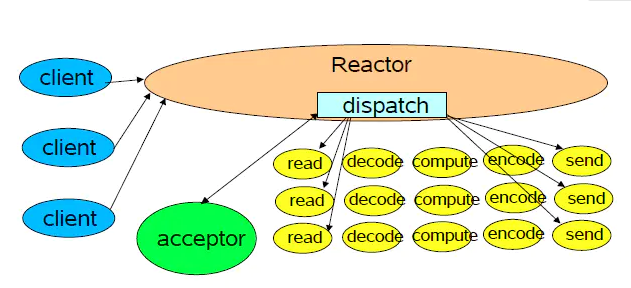 client
Reactor
dispatch
client
read decode compute encode send
client
read decode compute encode send
acceptor
read decode compute encode send